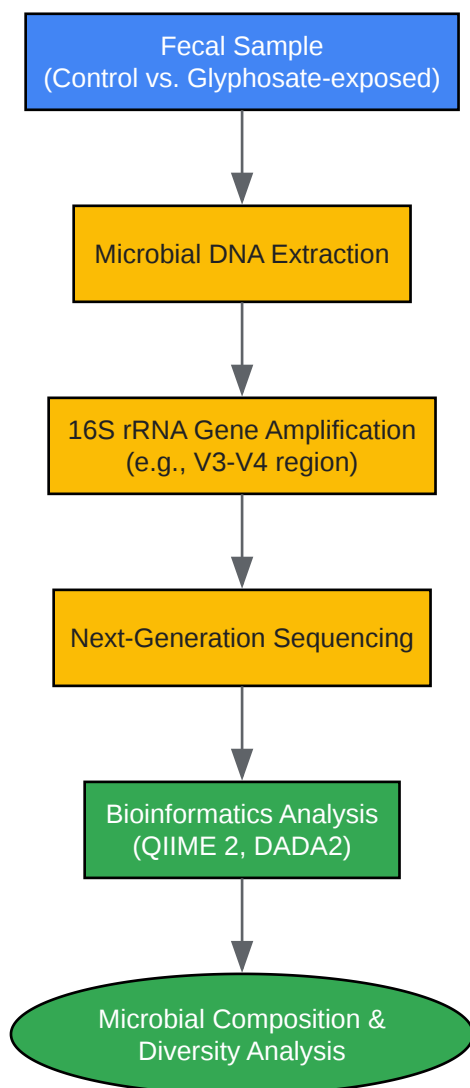 Fecal Sample
(Control vs. Glyphosate-exposed)
Microbial DNA Extraction
16S rRNA Gene Amplification
(e.g., V3-V4 region)
Next-Generation Sequencing
Bioinformatics Analysis
(QIIME 2, DADA2)
Microbial Composition &
Diversity Analysis